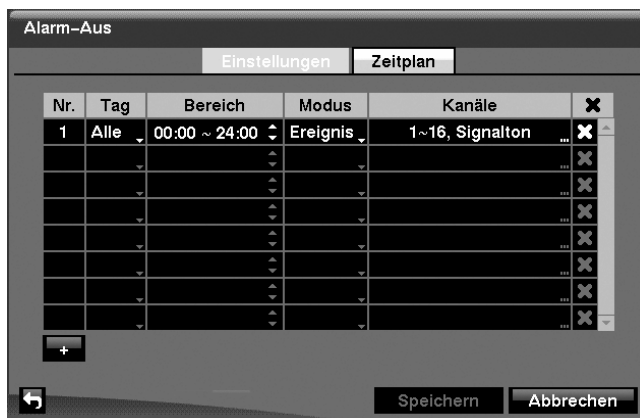 Alarm–Aus
Einstellungen Zeitplan
Nr. Tag Bereich Modus Kanäle ✖
1 Alle 00:00 ~ 24:00 Ereignis 1~16, Signalton ... ✖
+
Speichern Abbrechen